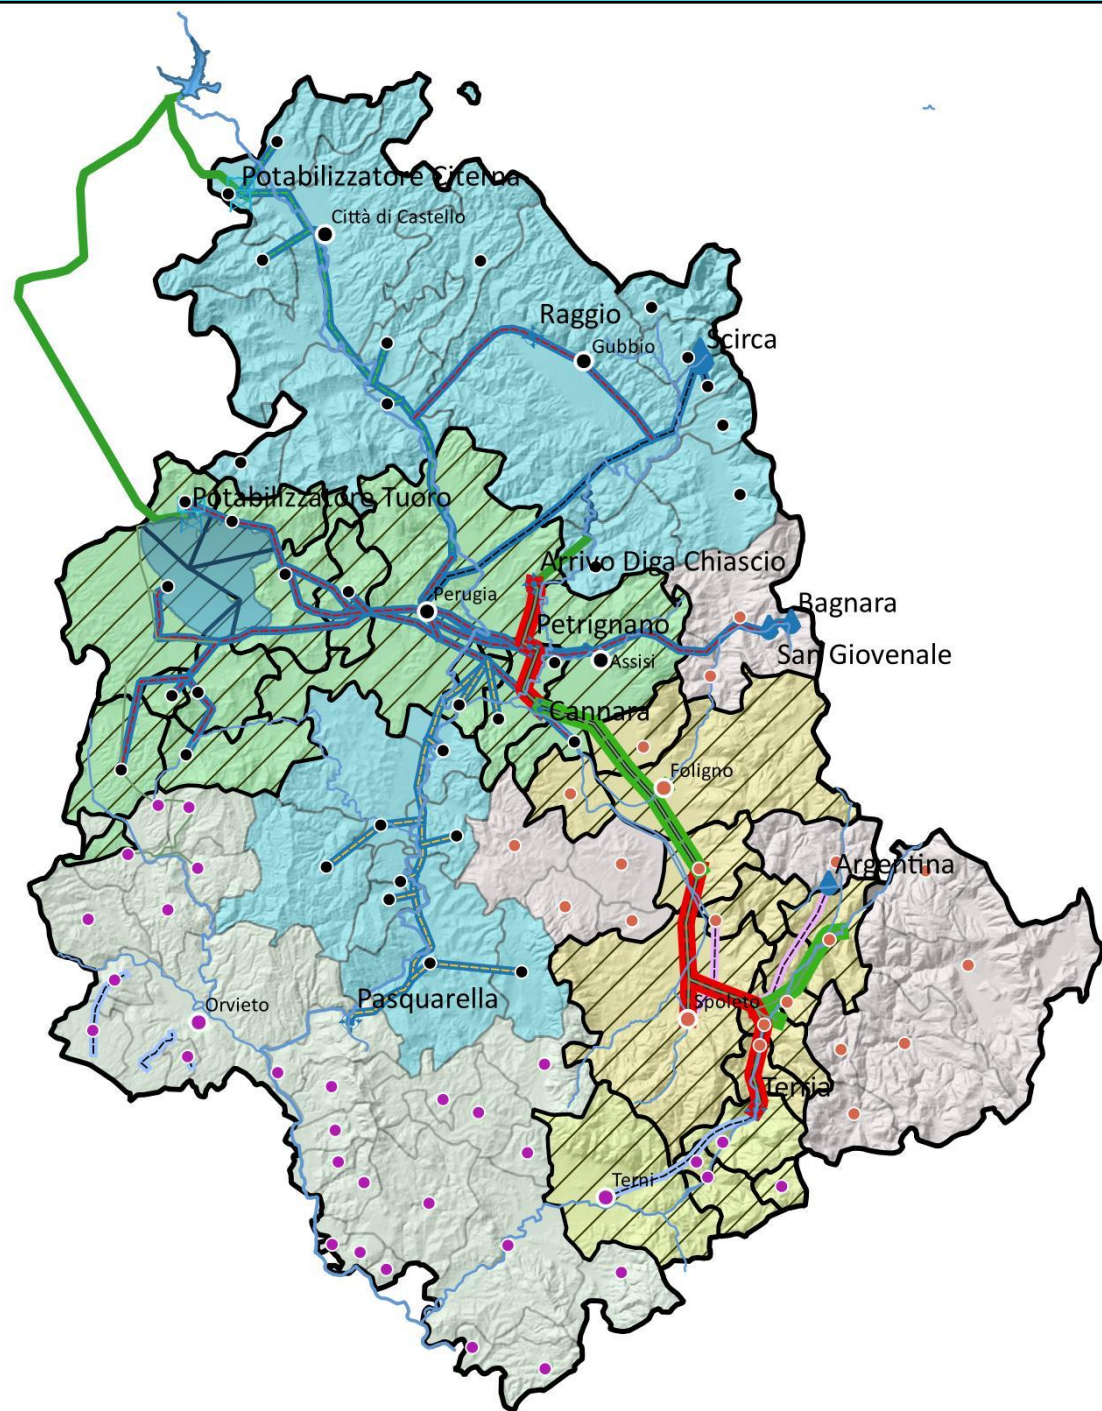 Potabilizzatore Citerna
Città di Castello
Raggio
Gubbio
Scirca
Potabilizzatore Tuoro
Arrivo Diga Chiascio
Perugia
Bagnara
Petrignano
San Giovenale
Assisi
Cannara
Foligno
Argentina
Pasquarella
Orvieto
Spoleto
Terria
Terni